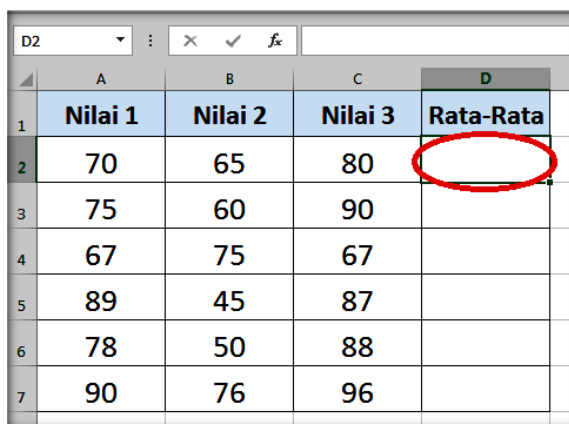 D2 fx
A B C D
1 Nilai 1 Nilai 2 Nilai 3 Rata-Rata
2 70 65 80
3 75 60 90
4 67 75 67
5 89 45 87
6 78 50 88
7 90 76 96